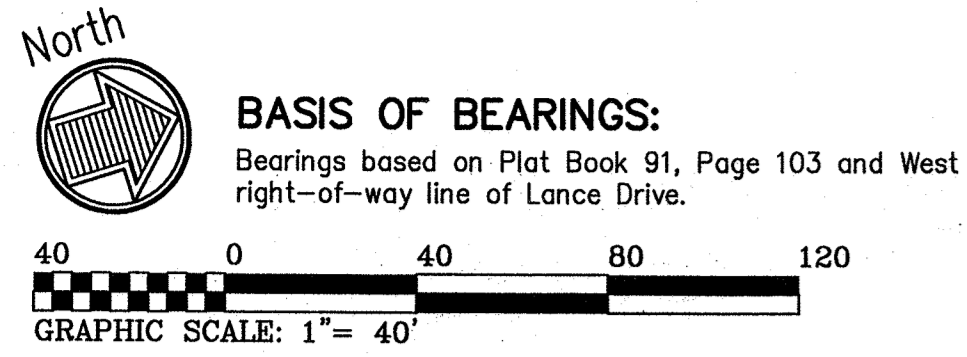 North
BASIS OF BEARINGS:
Bearings based on Plat Book 91, Page 103 and West
right-of-way line of Lance Drive.
40 0 40 80 120
GRAPHIC SCALE: 1"= 40'